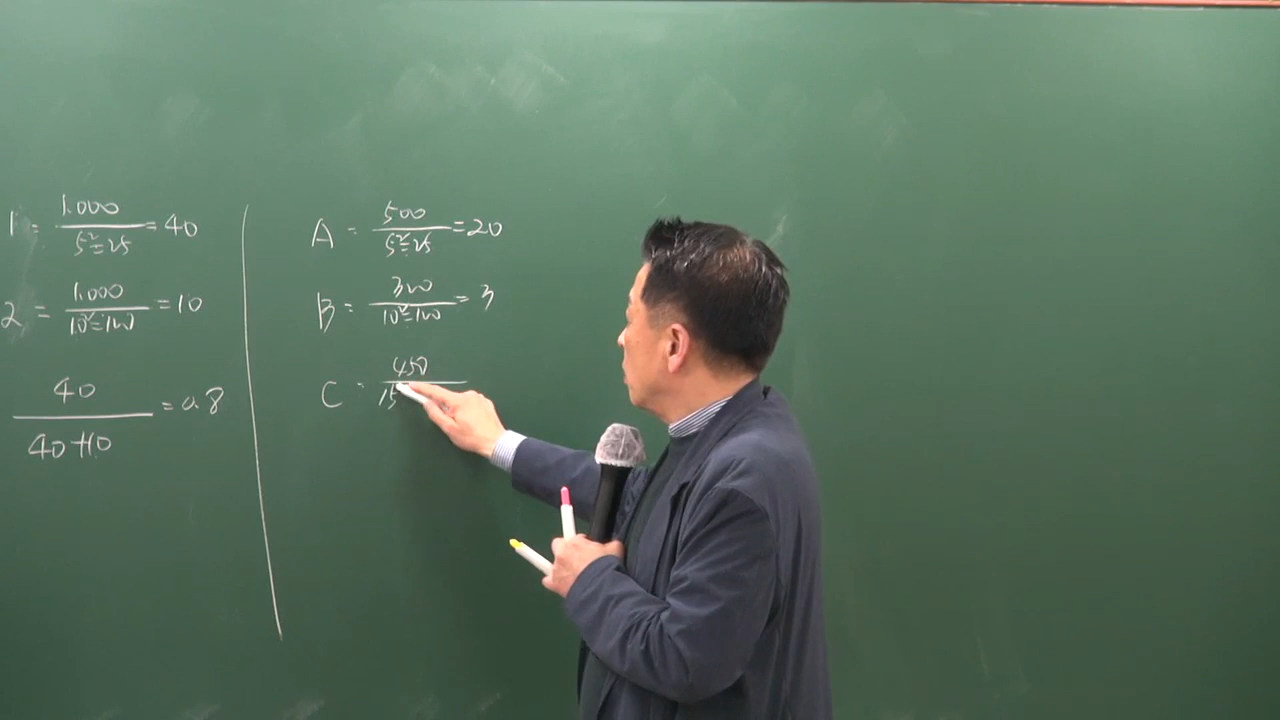 1 = 1.000 / 5²=25 = 40
2 = 1.000 / 10²=100 = 10
40 / 40+10 = 0.8
A = 500 / 5²=25 = 20
B = 300 / 10²=100 = 3
C = 450 / 15